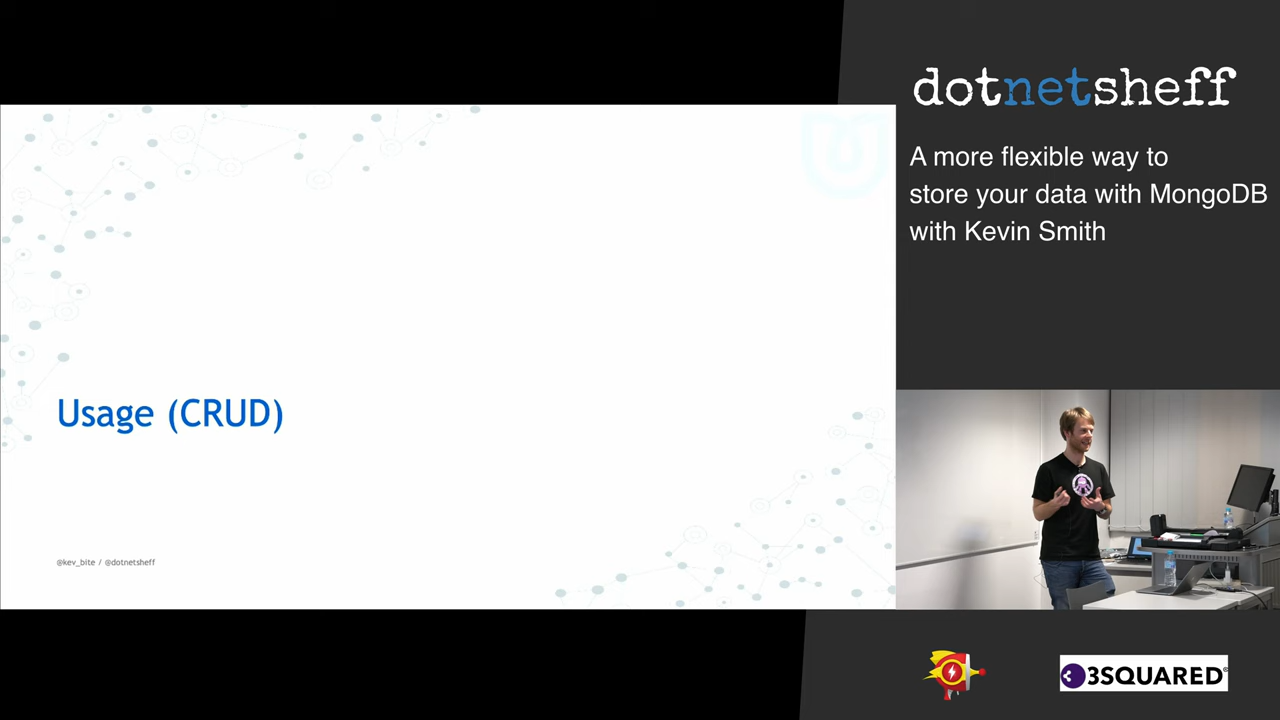 Usage (CRUD)
@kev_bite / @dotnetsheff
dotnetsheff
A more flexible way to
store your data with MongoDB
with Kevin Smith
3SQUARED